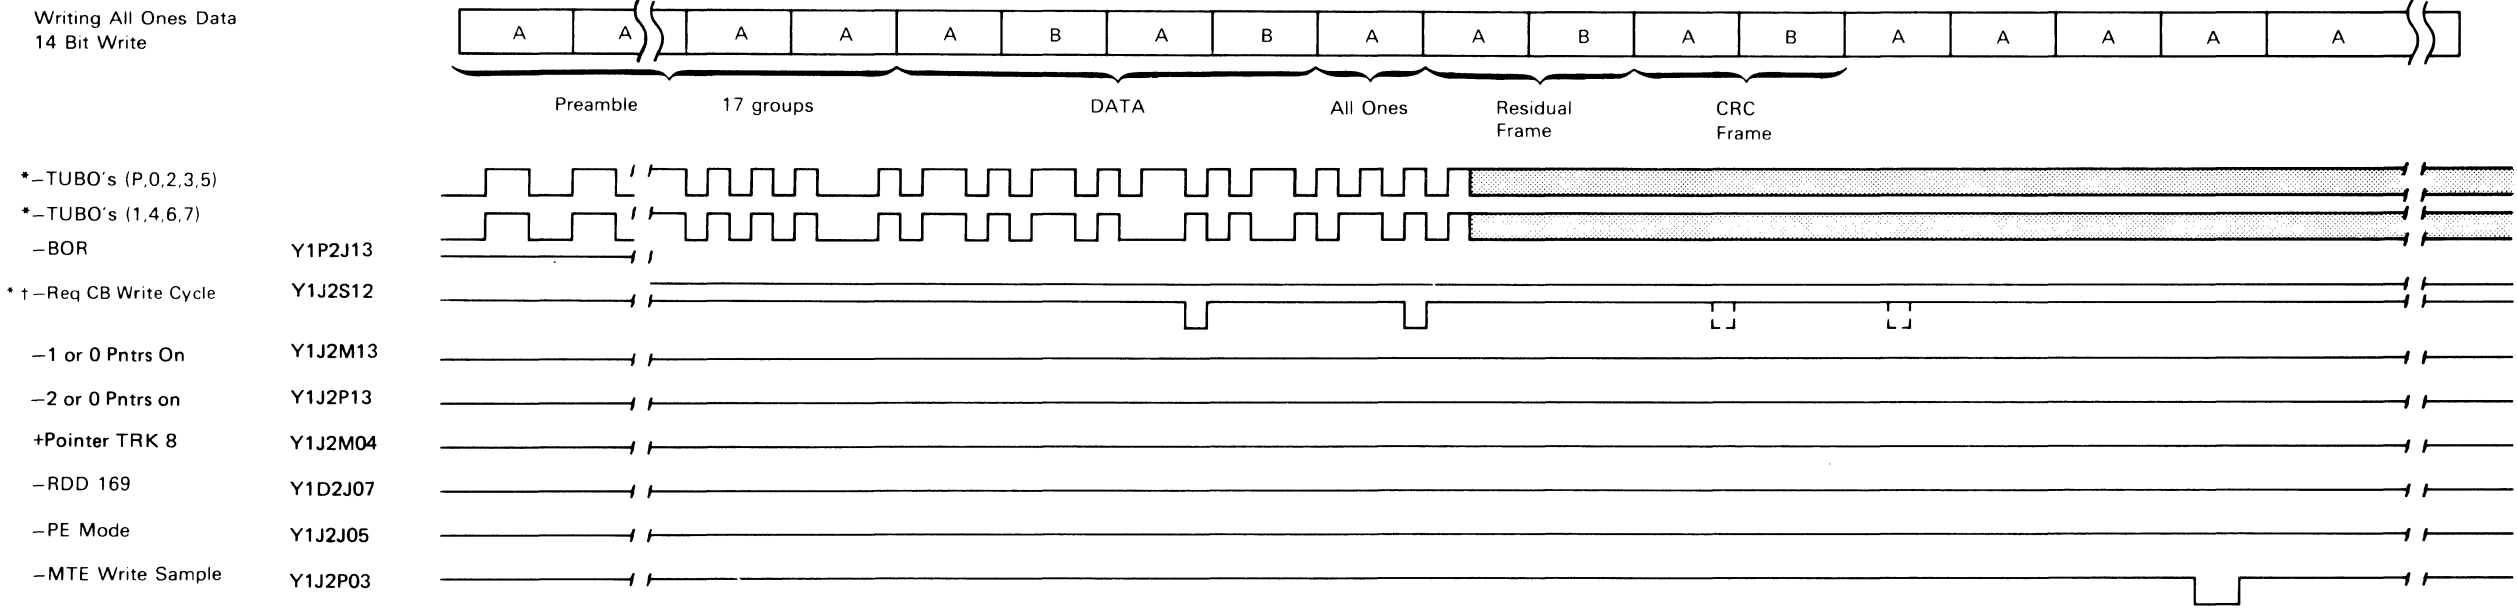 Writing All Ones Data
14 Bit Write
A A A A A B A B A A B A B A A A A A
Preamble 17 groups DATA All Ones Residual Frame CRC Frame
*–TUBO's (P,0,2,3,5)
*–TUBO's (1,4,6,7)
–BOR Y1P2J13
* † –Req CB Write Cycle Y1J2S12
–1 or 0 Pntrs On Y1J2M13
–2 or 0 Pntrs on Y1J2P13
+Pointer TRK 8 Y1J2M04
–RDD 169 Y1D2J07
–PE Mode Y1J2J05
–MTE Write Sample Y1J2P03